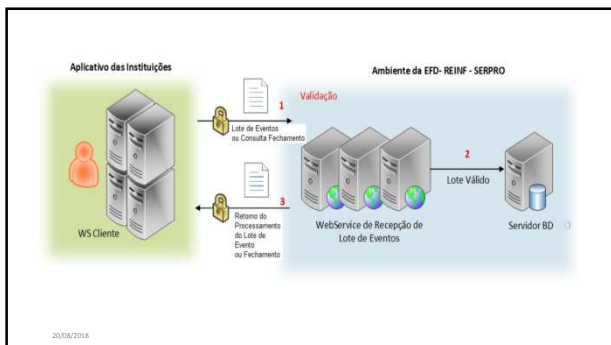 Aplicativo das Instituições
Ambiente da EFD- REINF - SERPRO
1
Validação
Lote de Eventos
ou Consulta Fechamento
2
Lote Válido
3
Retorno do
Processamento
do Lote de
Evento
ou Fechamento
WS Cliente
WebService de Recepção de
Lote de Eventos
Servidor BD
20/08/2018